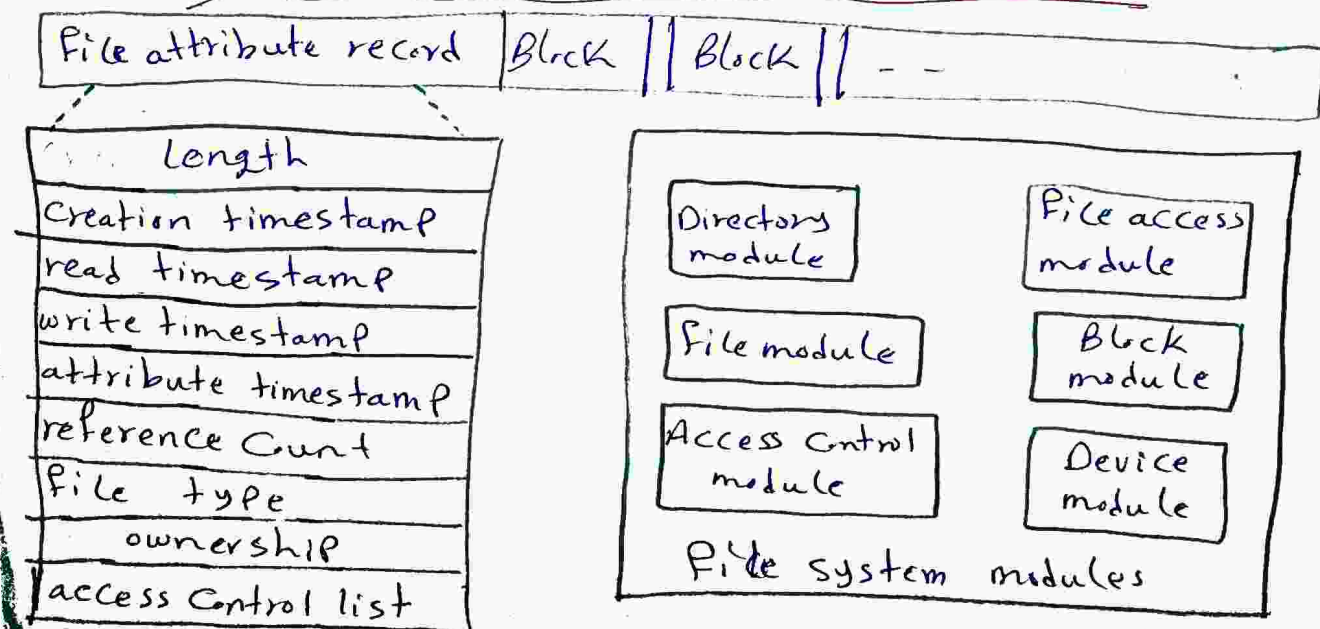 file attribute record Block Block - -
Length
Creation timestamp
read timestamp
write timestamp
attribute timestamp
reference Count
file type
ownership
access Control list
Directory
module
file access
module
file module
Block
module
Access Control
module
Device
module
file system modules